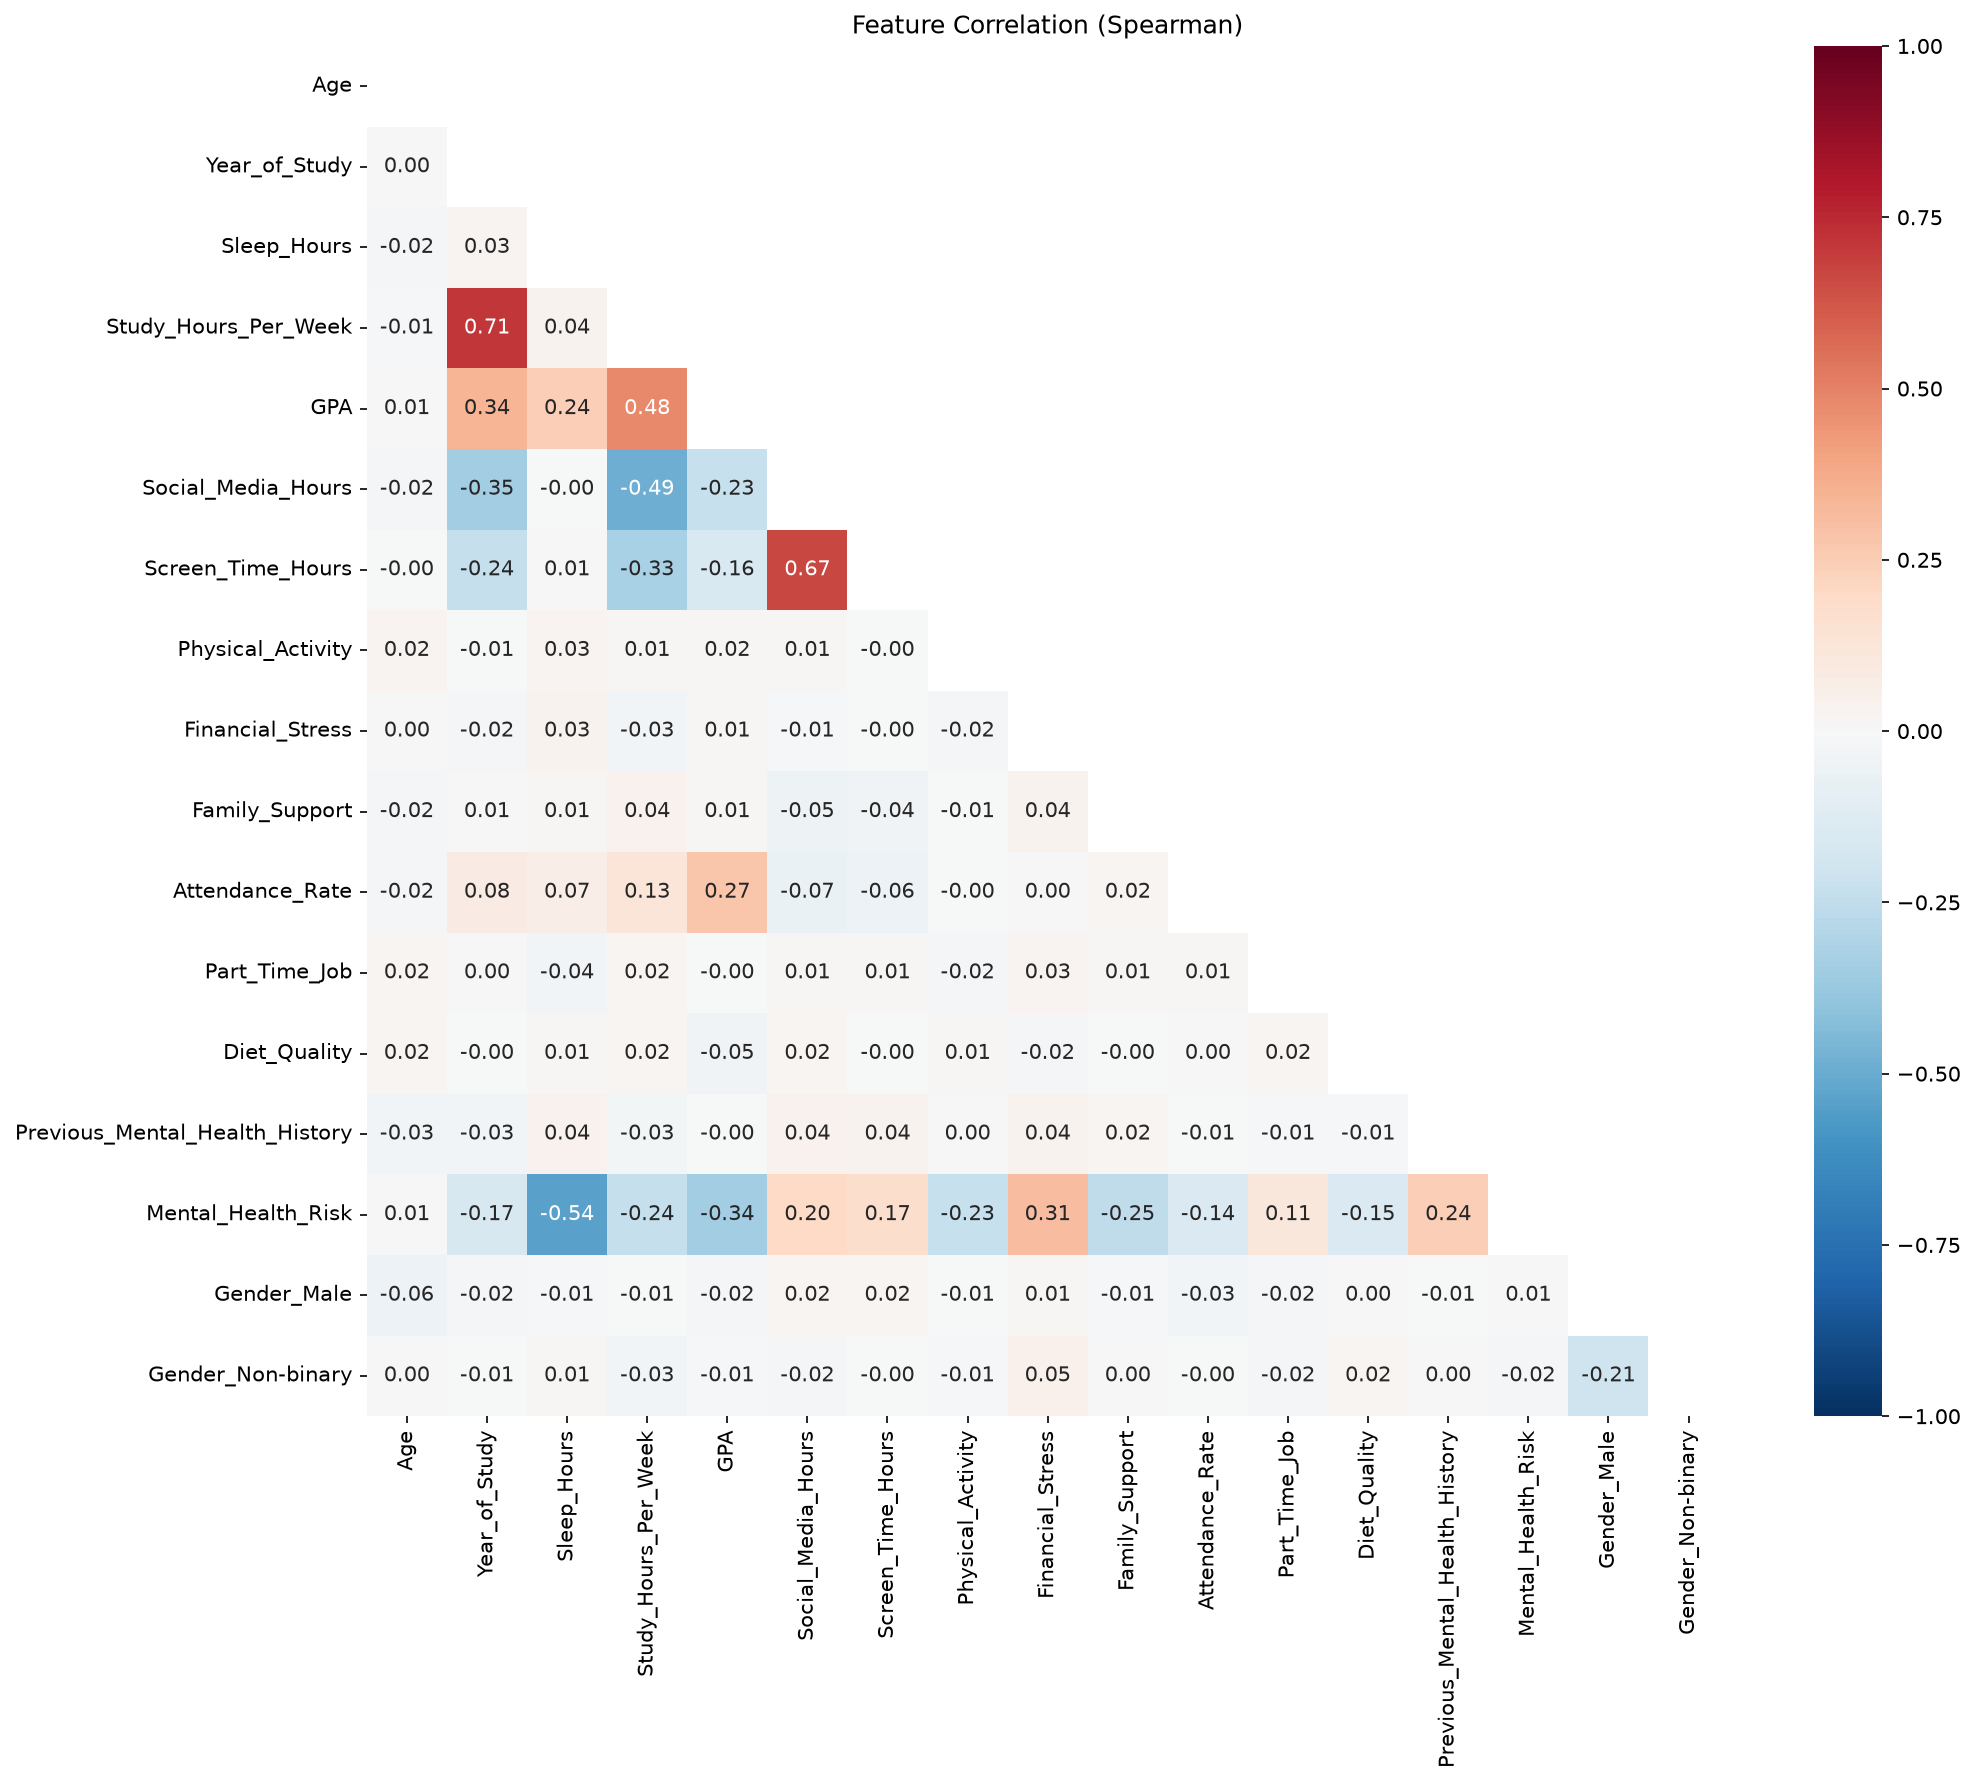 Feature Correlation (Spearman)
Age
Year_of_Study 0.00
Sleep_Hours -0.02 0.03
Study_Hours_Per_Week -0.01 0.71 0.04
GPA 0.01 0.34 0.24 0.48
Social_Media_Hours -0.02 -0.35 -0.00 -0.49 -0.23
Screen_Time_Hours -0.00 -0.24 0.01 -0.33 -0.16 0.67
Physical_Activity 0.02 -0.01 0.03 0.01 0.02 0.01 -0.00
Financial_Stress 0.00 -0.02 0.03 -0.03 0.01 -0.01 -0.00 -0.02
Family_Support -0.02 0.01 0.01 0.04 0.01 -0.05 -0.04 -0.01 0.04
Attendance_Rate -0.02 0.08 0.07 0.13 0.27 -0.07 -0.06 -0.00 0.00 0.02
Part_Time_Job 0.02 0.00 -0.04 0.02 -0.00 0.01 0.01 -0.02 0.03 0.01 0.01
Diet_Quality 0.02 -0.00 0.01 0.02 -0.05 0.02 -0.00 0.01 -0.02 -0.00 0.00 0.02
Previous_Mental_Health_History -0.03 -0.03 0.04 -0.03 -0.00 0.04 0.04 0.00 0.04 0.02 -0.01 -0.01 -0.01
Mental_Health_Risk 0.01 -0.17 -0.54 -0.24 -0.34 0.20 0.17 -0.23 0.31 -0.25 -0.14 0.11 -0.15 0.24
Gender_Male -0.06 -0.02 -0.01 -0.01 -0.02 0.02 0.02 -0.01 0.01 -0.01 -0.03 -0.02 0.00 -0.01 0.01
Gender_Non-binary 0.00 -0.01 0.01 -0.03 -0.01 -0.02 -0.00 -0.01 0.05 0.00 -0.00 -0.02 0.02 0.00 -0.02 -0.21
Age
Year_of_Study
Sleep_Hours
Study_Hours_Per_Week
GPA
Social_Media_Hours
Screen_Time_Hours
Physical_Activity
Financial_Stress
Family_Support
Attendance_Rate
Part_Time_Job
Diet_Quality
Previous_Mental_Health_History
Mental_Health_Risk
Gender_Male
Gender_Non-binary
1.00
0.75
0.50
0.25
0.00
−0.25
−0.50
−0.75
−1.00